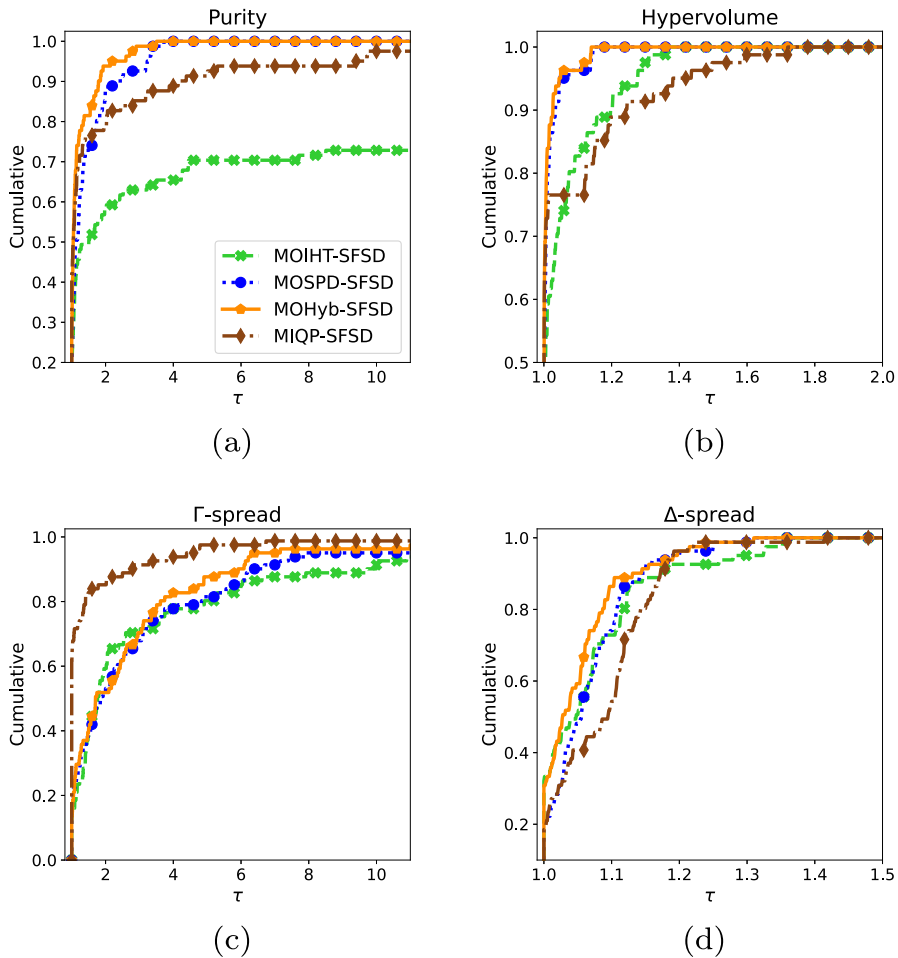 Purity
Cumulative
1.0
0.9
0.8
0.7
0.6
0.5
0.4
0.3
0.2
MOIHT-SFSD
MOSPD-SFSD
MOHyb-SFSD
MIQP-SFSD
2 4 6 8 10
τ
(a)
Hypervolume
Cumulative
1.0
0.9
0.8
0.7
0.6
0.5
1.0 1.2 1.4 1.6 1.8 2.0
τ
(b)
Γ-spread
Cumulative
1.0
0.8
0.6
0.4
0.2
0.0
2 4 6 8 10
τ
(c)
Δ-spread
Cumulative
1.0
0.8
0.6
0.4
0.2
1.0 1.1 1.2 1.3 1.4 1.5
τ
(d)